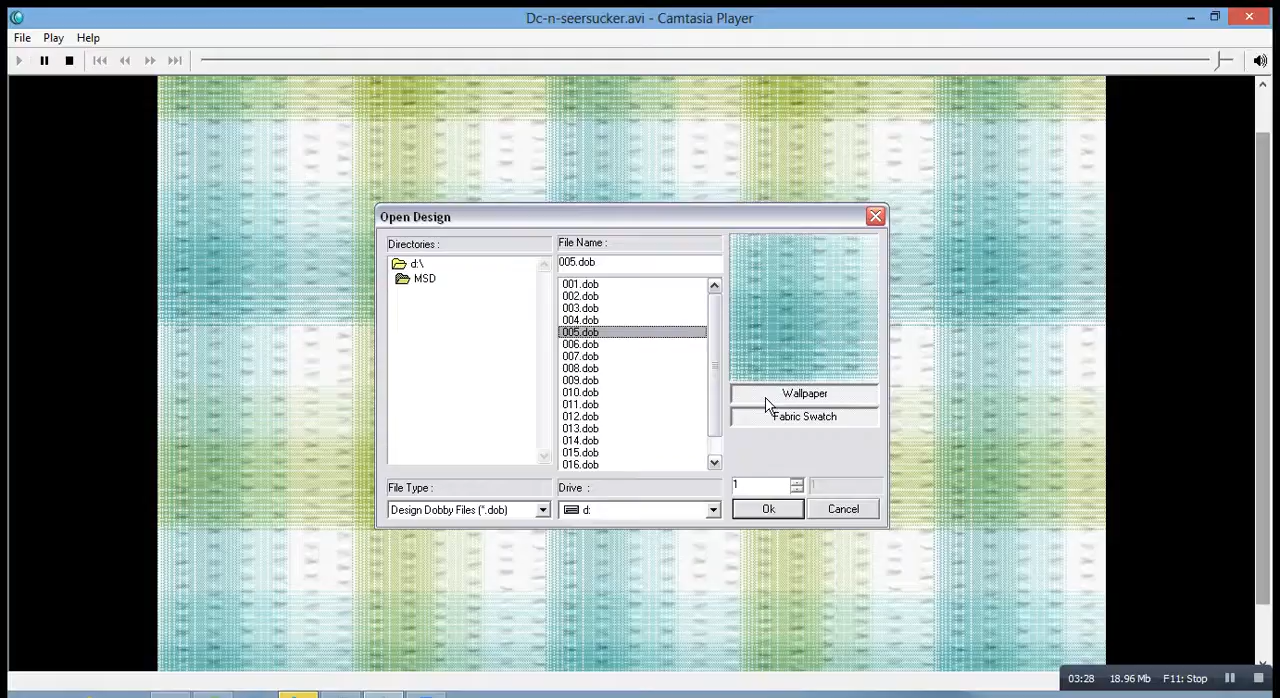 Dc-n-seersucker.avi - Camtasia Player
File Play Help
Open Design
Directories :
d:\
MSD
File Name :
005.dob
001.dob
002.dob
003.dob
004.dob
005.dob
006.dob
007.dob
008.dob
009.dob
010.dob
011.dob
012.dob
013.dob
014.dob
015.dob
016.dob
Wallpaper
Fabric Swatch
File Type :
Design Dobby Files (*.dob)
Drive :
d:
1
1
Ok
Cancel
03:28 18.96 Mb F11: Stop